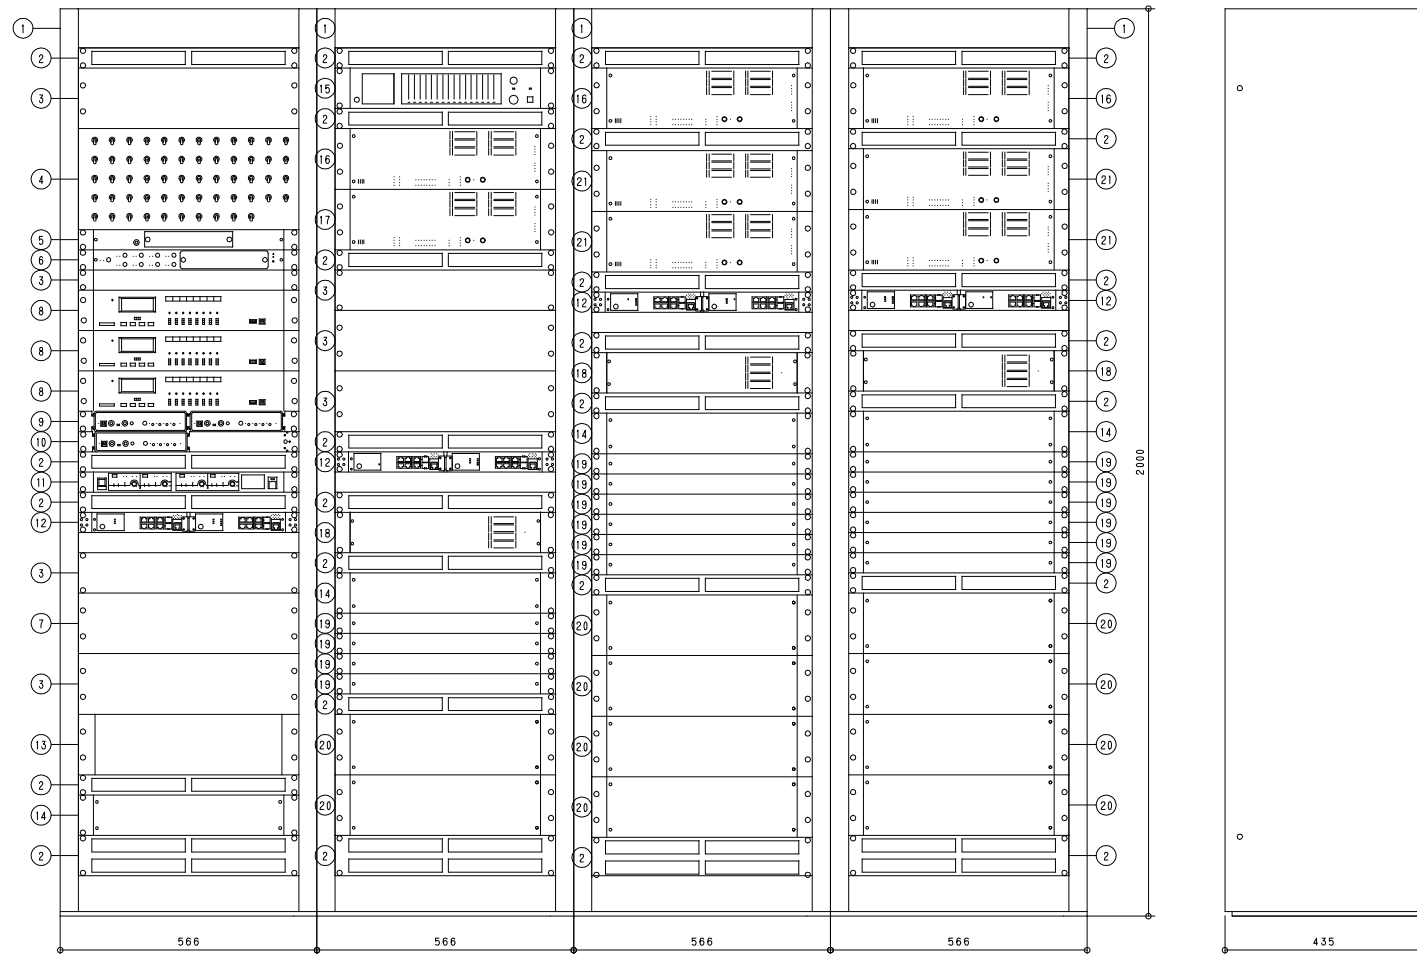 1 1 1 1
2 2 2 2
3 15 16 16
2 2 2
4 16 21 21
17
5 21 21
6 2
3 3 2 2
8 12 12
8 3 2 2
18 18
8 3 2 2
9 14 14
10 2
2 12 19 19
11 19 19
2 2 19 19
12 18 19 19
19 19
2 19 19
3 14 2 2
7 19 20 20
19
19
3 19 20 20
2
13 20 20 20
2
14 20 20 20
2 2 2 2
2000
566 566 566 566 435